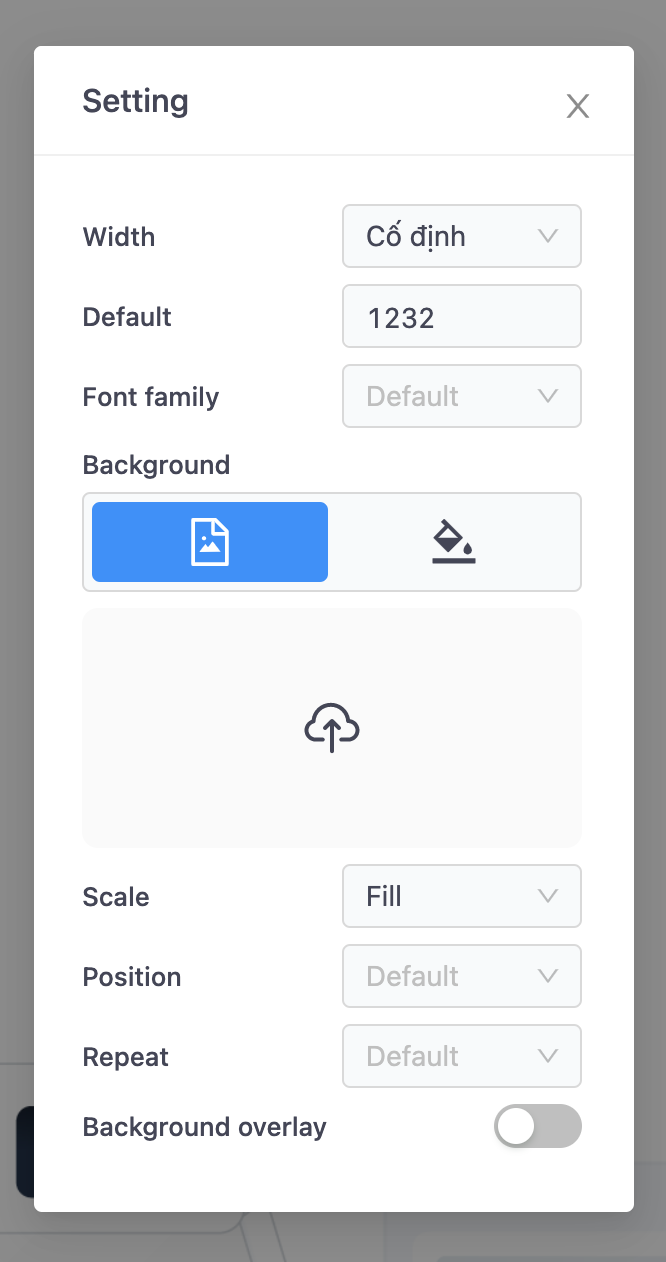 Setting
Width
Cố định
Default
1232
Font family
Default
Background
Scale
Fill
Position
Default
Repeat
Default
Background overlay